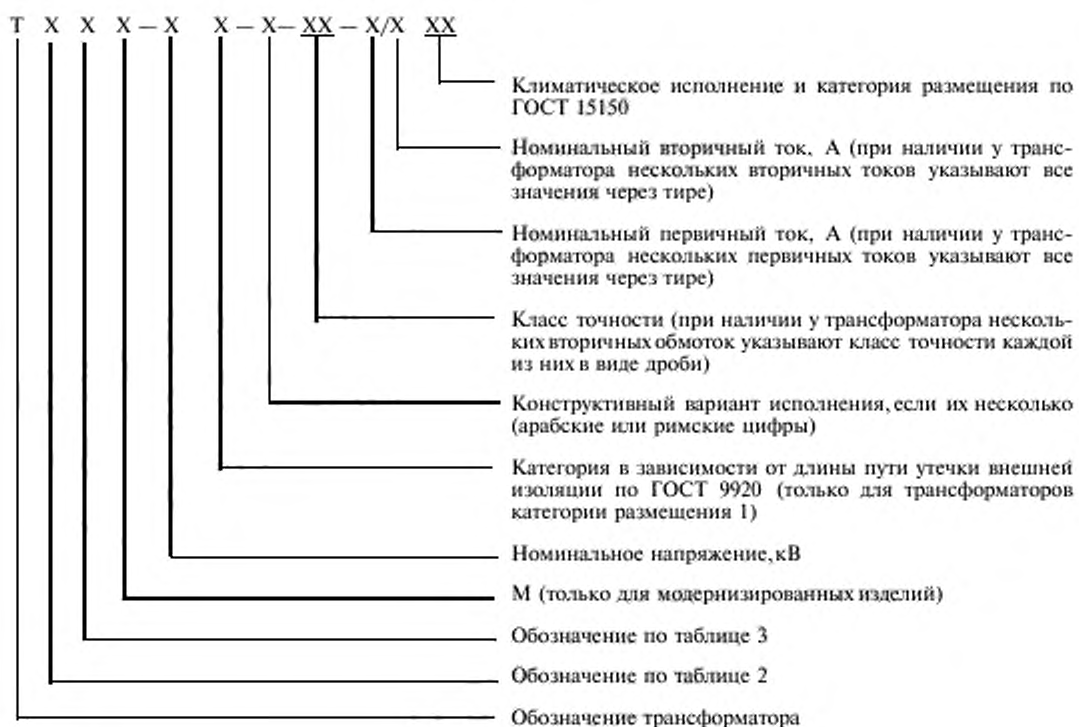 Т Х Х Х – Х Х – Х – ХХ – Х/Х ХХ
Климатическое исполнение и категория размещения по
ГОСТ 15150
Номинальный вторичный ток, А (при наличии у транс-
форматора нескольких вторичных токов указывают все
значения через тире)
Номинальный первичный ток, А (при наличии у транс-
форматора нескольких первичных токов указывают все
значения через тире)
Класс точности (при наличии у трансформатора несколь-
ких вторичных обмоток указывают класс точности каждой
из них в виде дроби)
Конструктивный вариант исполнения, если их несколько
(арабские или римские цифры)
Категория в зависимости от длины пути утечки внешней
изоляции по ГОСТ 9920 (только для трансформаторов
категории размещения 1)
Номинальное напряжение, кВ
М (только для модернизированных изделий)
Обозначение по таблице 3
Обозначение по таблице 2
Обозначение трансформатора